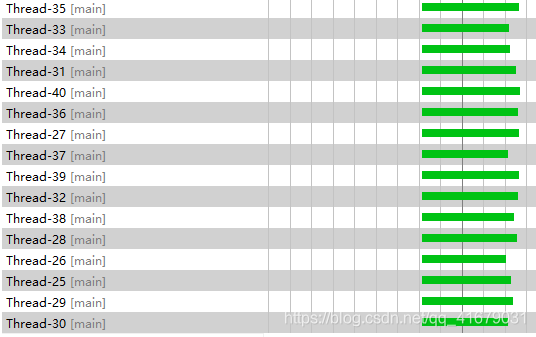 Thread-35 [main]
Thread-33 [main]
Thread-34 [main]
Thread-31 [main]
Thread-40 [main]
Thread-36 [main]
Thread-27 [main]
Thread-37 [main]
Thread-39 [main]
Thread-32 [main]
Thread-38 [main]
Thread-28 [main]
Thread-26 [main]
Thread-25 [main]
Thread-29 [main]
Thread-30 [main]
https://blog.csdn.net/qq_41679031